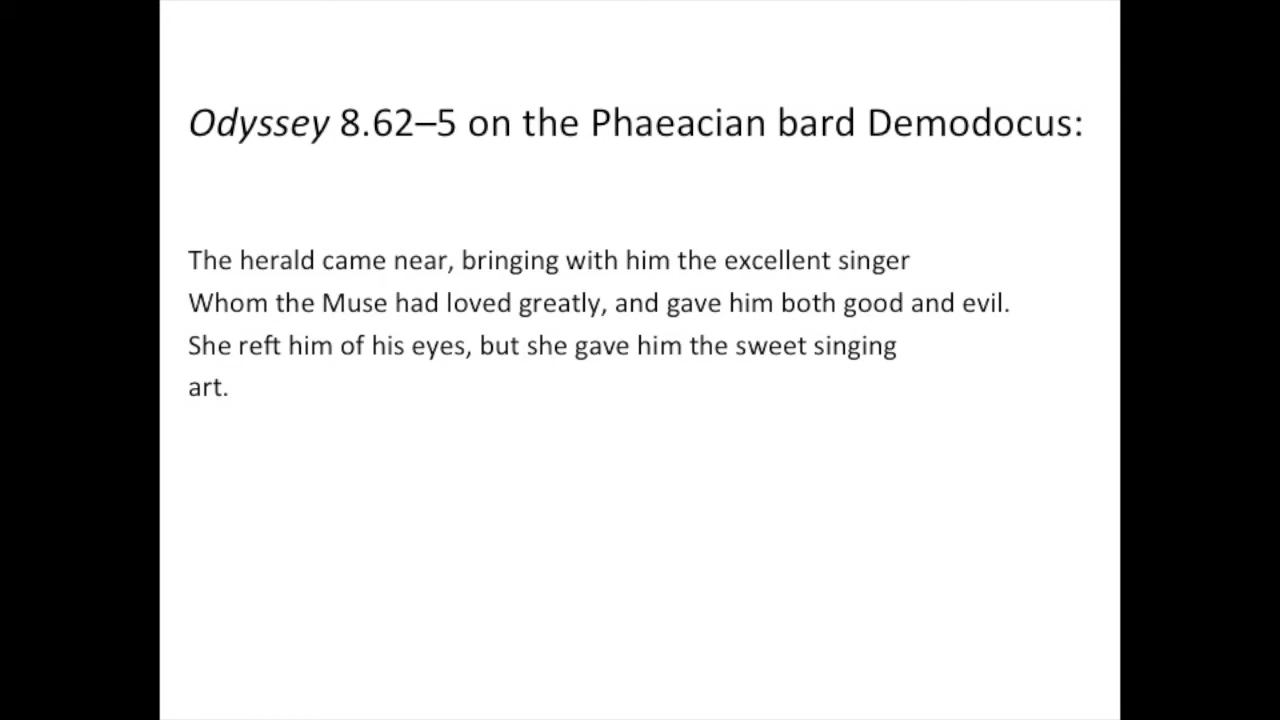 Odyssey 8.62–5 on the Phaeacian bard Demodocus:
The herald came near, bringing with him the excellent singer
Whom the Muse had loved greatly, and gave him both good and evil.
She reft him of his eyes, but she gave him the sweet singing
art.